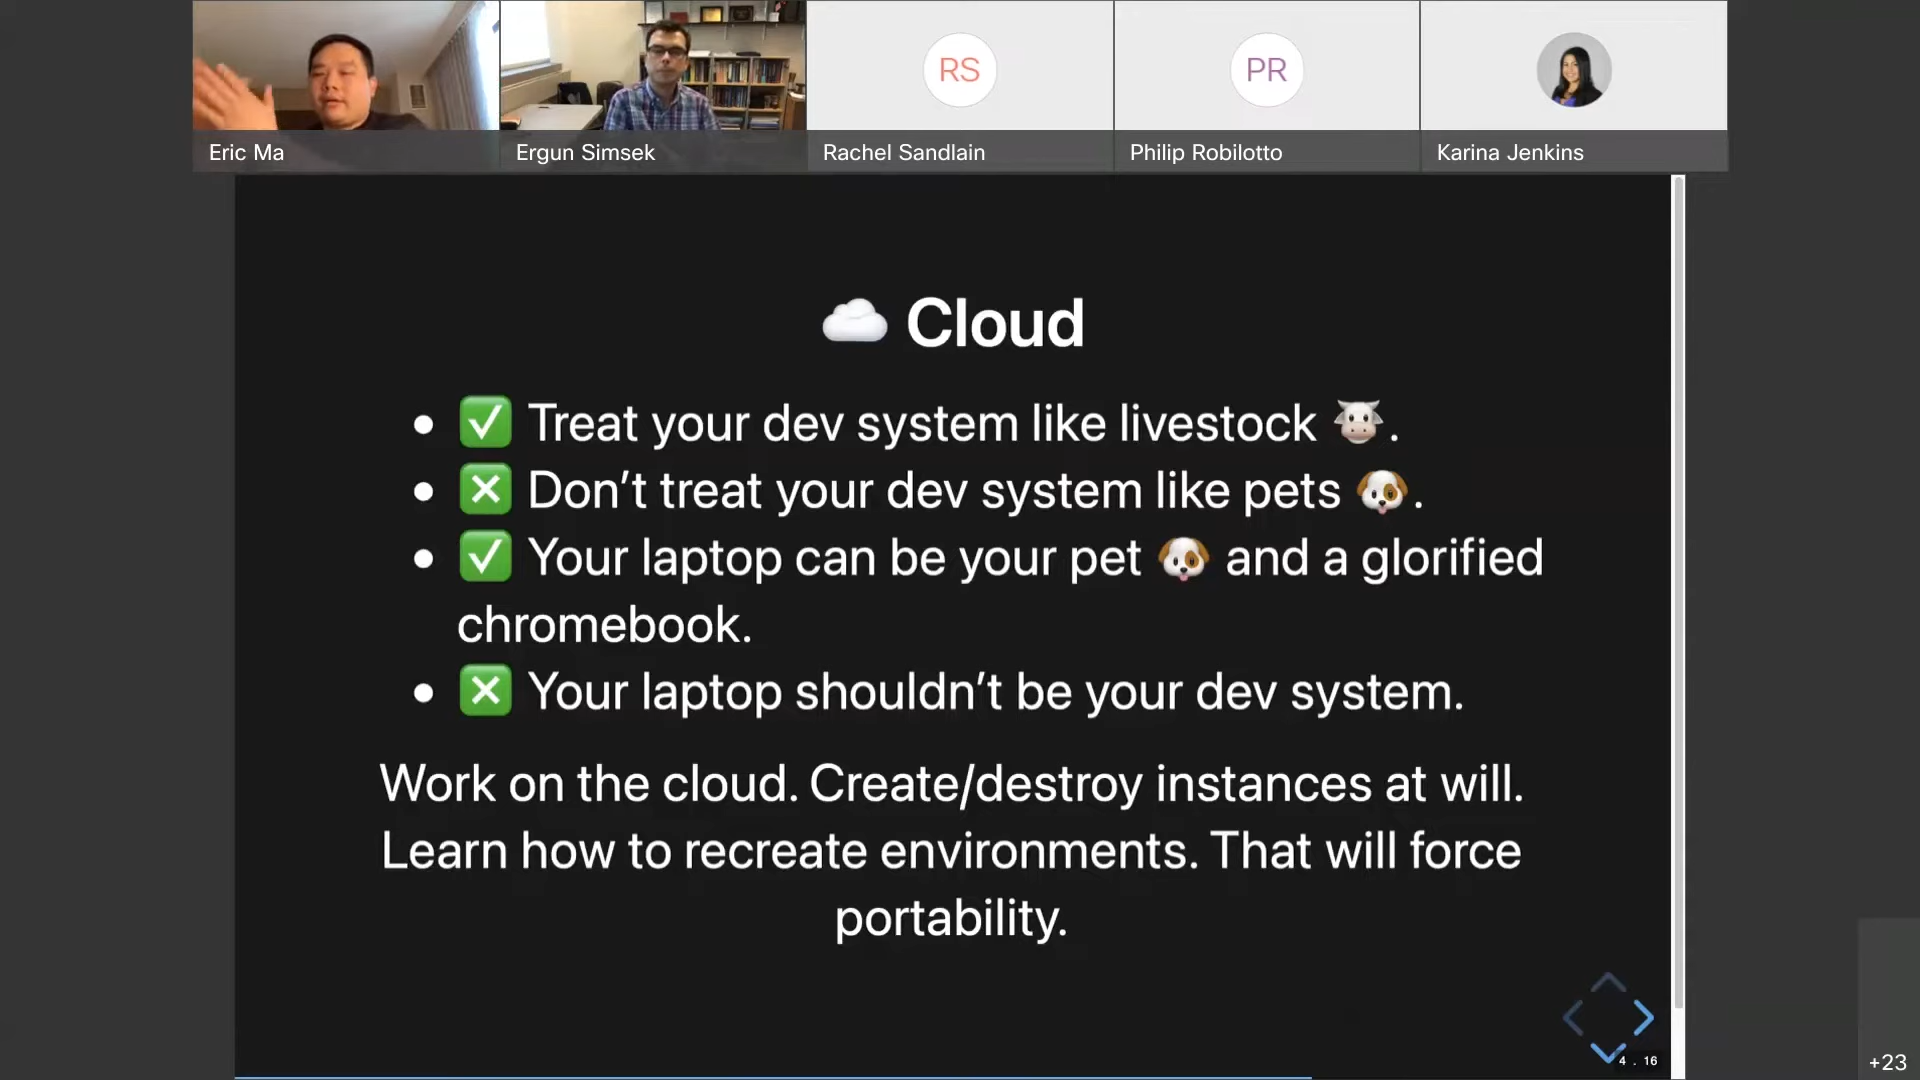 RS
PR
Eric Ma
Ergun Simsek
Rachel Sandlain
Philip Robilotto
Karina Jenkins
☁️ Cloud
• ✅ Treat your dev system like livestock 🐮.
• ❎ Don’t treat your dev system like pets 🐶.
• ✅ Your laptop can be your pet 🐶 and a glorified
chromebook.
• ❎ Your laptop shouldn’t be your dev system.
Work on the cloud. Create/destroy instances at will.
Learn how to recreate environments. That will force
portability.
4 . 16
+23